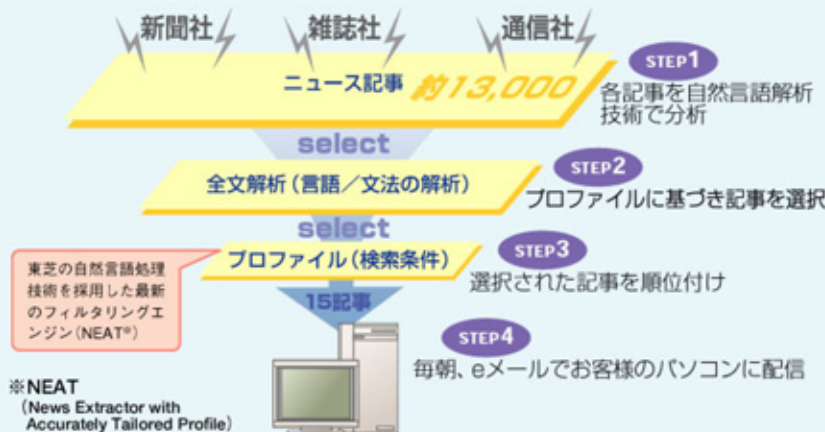 新聞社 雑誌社 通信社
ニュース記事 約13,000
STEP1
各記事を自然言語解析
技術で分析
select
全文解析(言語/文法の解析)
STEP2
プロファイルに基づき記事を選択
select
プロファイル(検索条件)
STEP3
選択された記事を順位付け
東芝の自然言語処理
技術を採用した最新
のフィルタリングエ
ンジン(NEAT®)
15記事
STEP4
毎朝、eメールでお客様のパソコンに配信
※NEAT
(News Extractor with
Accurately Tailored Profile)